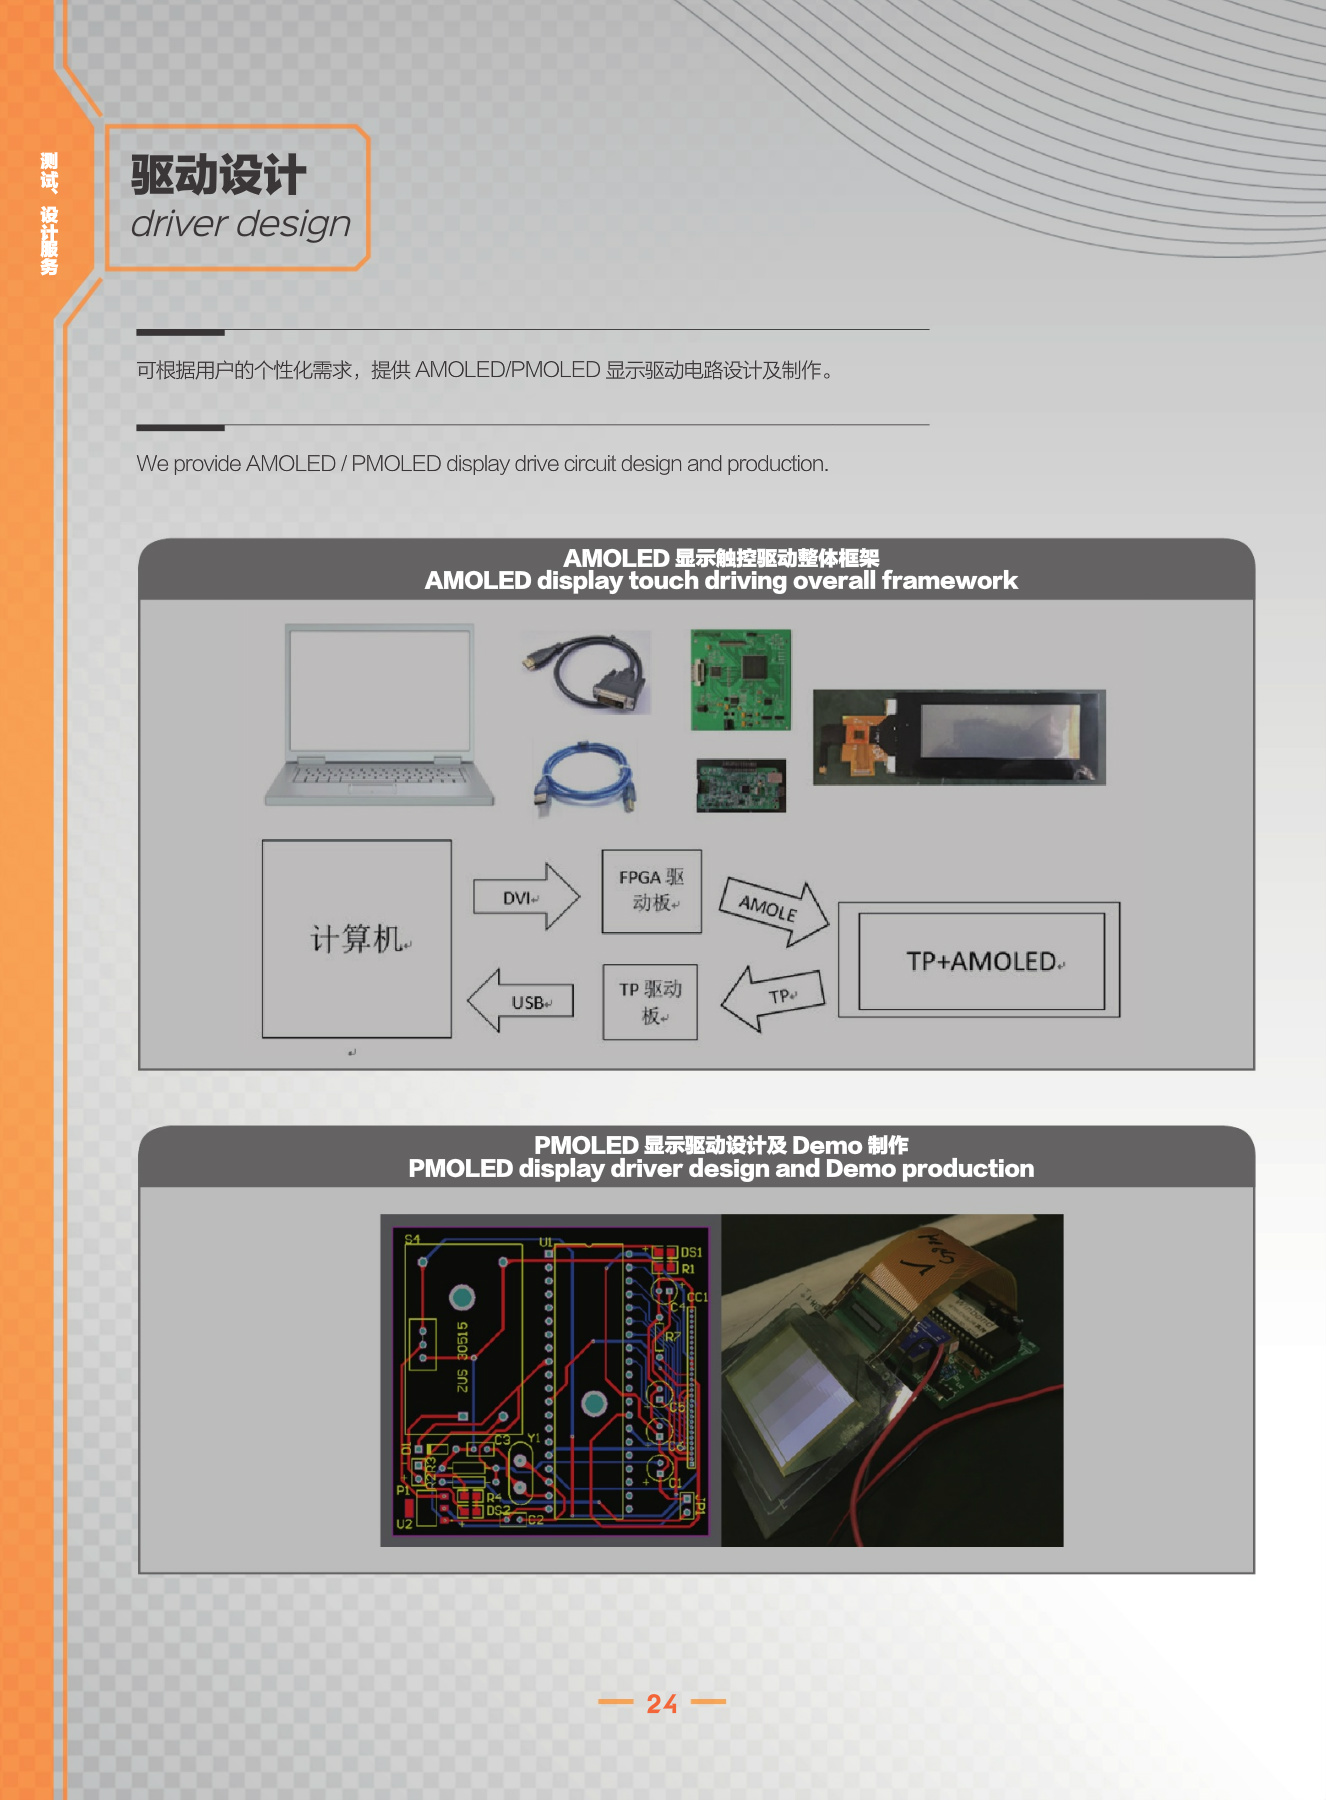 测试、设计服务
驱动设计
driver design
可根据用户的个性化需求，提供 AMOLED/PMOLED 显示驱动电路设计及制作。
We provide AMOLED / PMOLED display drive circuit design and production.
AMOLED 显示触控驱动整体框架
AMOLED display touch driving overall framework
计算机
DVI
FPGA 驱
动板
AMOLE
TP+AMOLED
USB
TP 驱动
板
TP
PMOLED 显示驱动设计及 Demo 制作
PMOLED display driver design and Demo production
S4
U1
DS1
R1
CC1
C4
R7
ZUS 30515
C5
C6
C3
Y1
C1
R2
R3
P1
R4
DS2
U2
C2
24